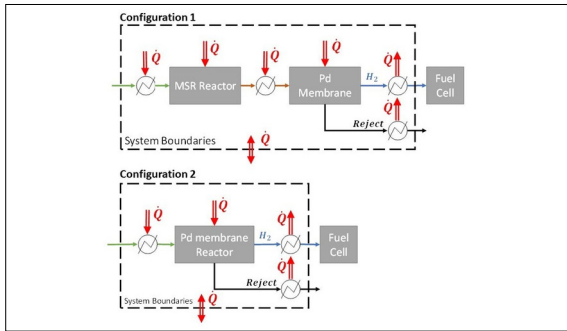 Configuration 1
Q̇
Q̇
Q̇
Q̇
Q̇
MSR Reactor
Pd
Membrane
H₂
Fuel
Cell
Q̇
Reject
System Boundaries
Q̇
Configuration 2
Q̇
Q̇
Q̇
Pd membrane
Reactor
H₂
Fuel
Cell
Q̇
Reject
System Boundaries
Q̇